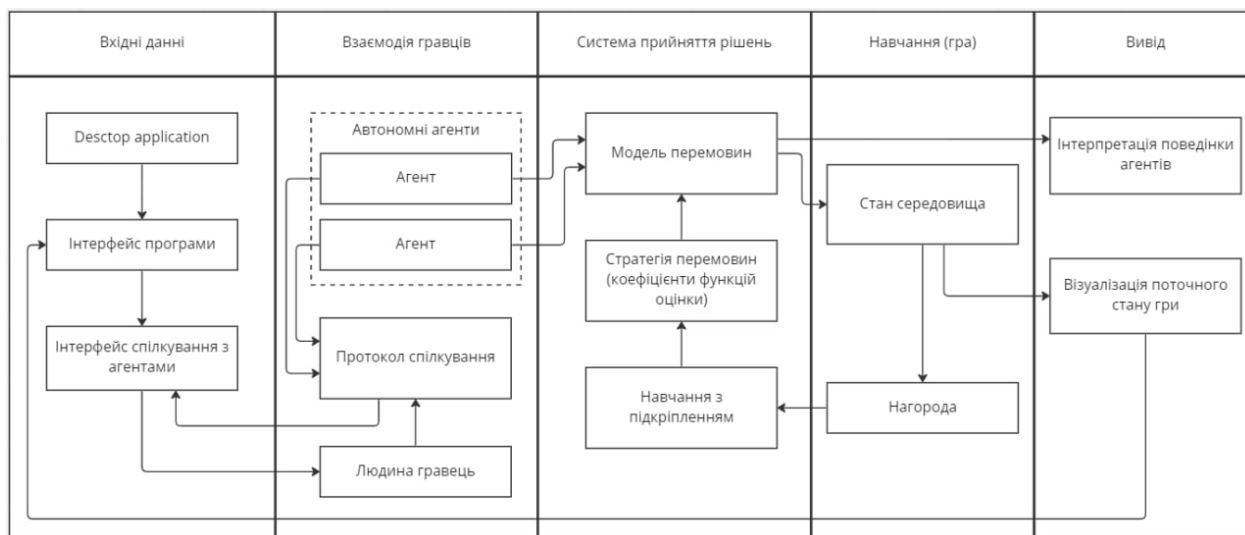 Вхідні данні
Взаємодія гравців
Система прийняття рішень
Навчання (гра)
Вивід
Desctop application
Інтерфейс програми
Інтерфейс спілкування з
агентами
Автономні агенти
Агент
Агент
Протокол спілкування
Людина гравець
Модель перемовин
Стратегія перемовин
(коефіцієнти функцій
оцінки)
Навчання з
підкріпленням
Стан середовища
Нагорода
Інтерпретація поведінки
агентів
Візуалізація поточного
стану гри